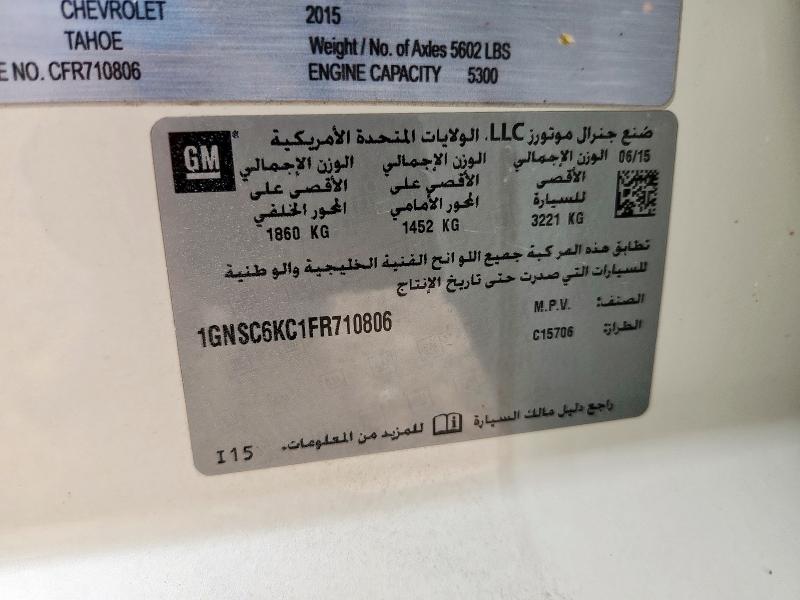 CHEVROLET 2015
TAHOE Weight / No. of Axles 5602 LBS
E NO. CFR710806 ENGINE CAPACITY 5300
GM
صنع جنرال موتورز LLC، الولايات المتحدة الأمريكية
06/15 الوزن الإجمالي الوزن الإجمالي الوزن الإجمالي
الأقصى الأقصى على الأقصى على
للسيارة المحور الأمامي المحور الخلفي
3221 KG 1452 KG 1860 KG
تطابق هذه المركبة جميع اللوائح الفنية الخليجية والوطنية
للسيارات التي صدرت حتى تاريخ الإنتاج
الصنف: M.P.V.
الطراز: C15706
1GNSC6KC1FR710806
راجع دليل مالك السيارة للمزيد من المعلومات.
I15